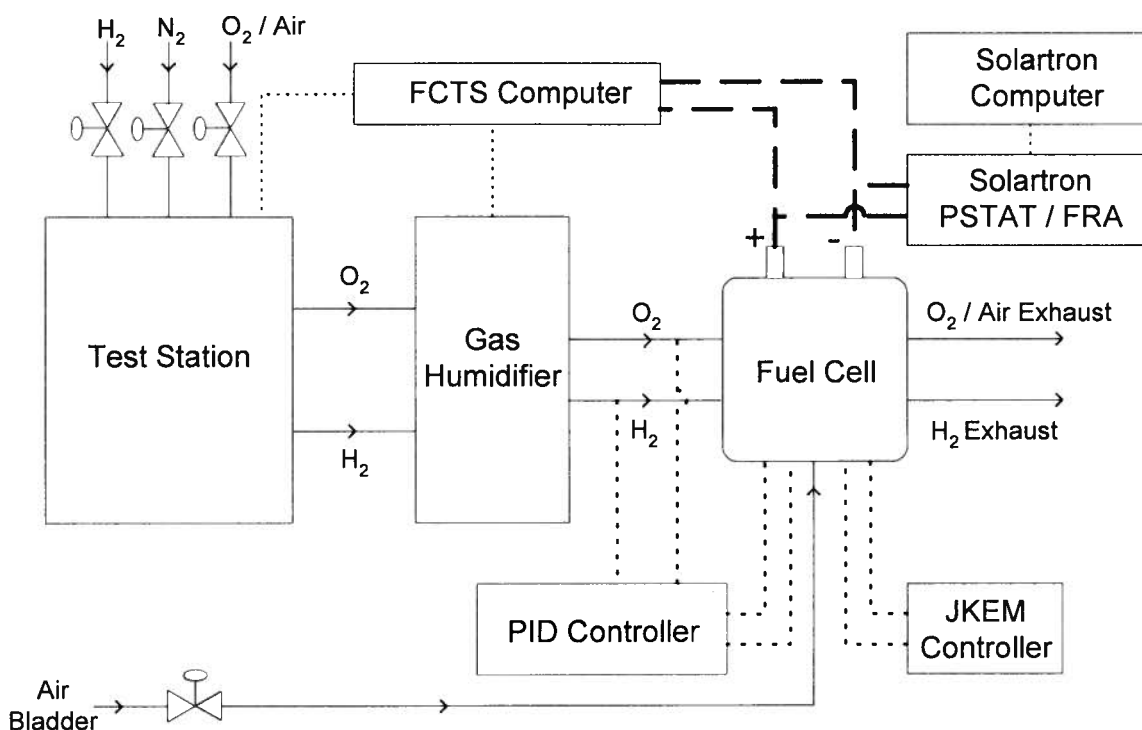 H₂ N₂ O₂ / Air
FCTS Computer
Solartron
Computer
Solartron
PSTAT / FRA
+ -
O₂
O₂
O₂ / Air Exhaust
Test Station
Gas
Humidifier
Fuel Cell
H₂
H₂
H₂ Exhaust
PID Controller
JKEM
Controller
Air
Bladder